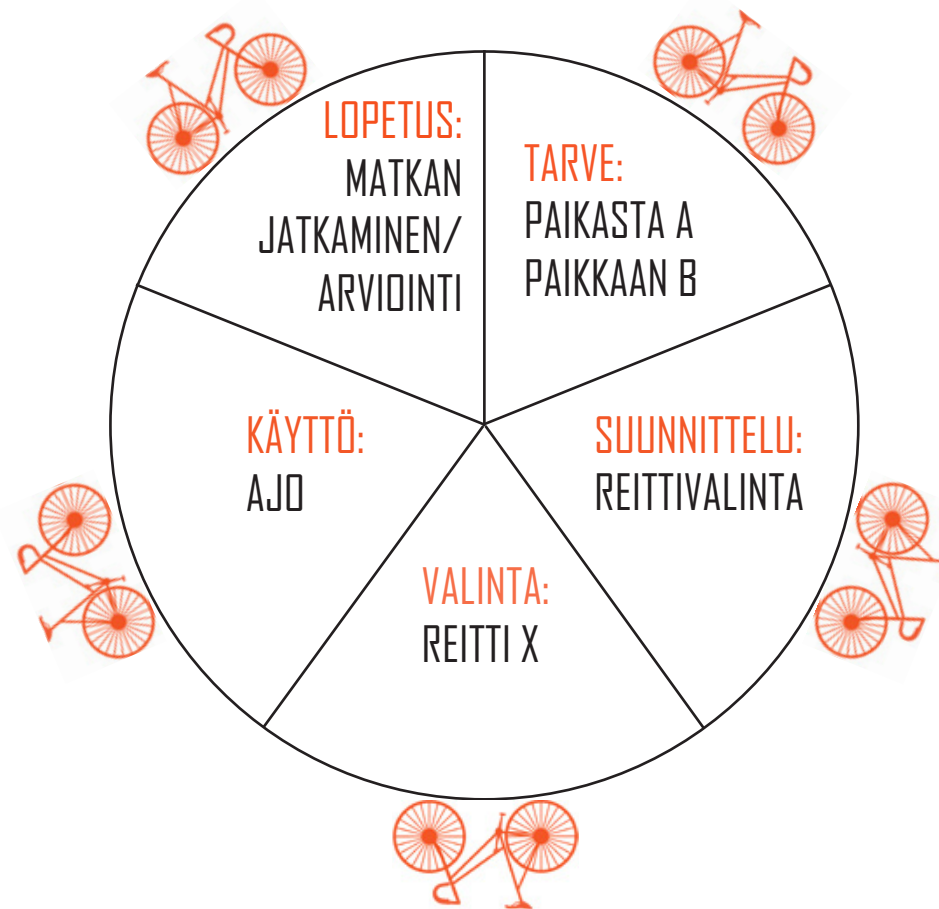 TARVE:
PAIKASTA A
PAIKKAAN B
SUUNNITTELU:
REITTIVALINTA
VALINTA:
REITTI X
KÄYTTÖ:
AJO
LOPETUS:
MATKAN
JATKAMINEN/
ARVIOINTI